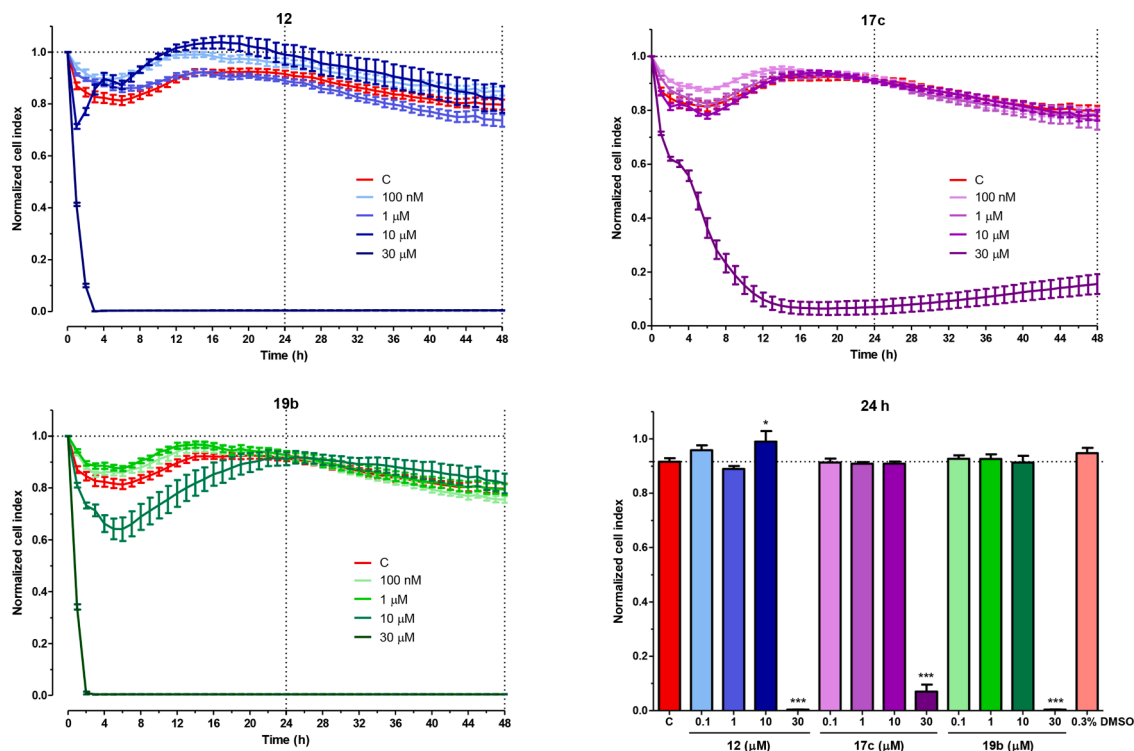 12
Normalized cell index
1.0
0.8
0.6
0.4
0.2
0.0
C
100 nM
1 μM
10 μM
30 μM
0 4 8 12 16 20 24 28 32 36 40 44 48
Time (h)
17c
Normalized cell index
1.0
0.8
0.6
0.4
0.2
0.0
C
100 nM
1 μM
10 μM
30 μM
0 4 8 12 16 20 24 28 32 36 40 44 48
Time (h)
19b
Normalized cell index
1.0
0.8
0.6
0.4
0.2
0.0
C
100 nM
1 μM
10 μM
30 μM
0 4 8 12 16 20 24 28 32 36 40 44 48
Time (h)
24 h
Normalized cell index
1.0
0.8
0.6
0.4
0.2
0.0
*
***
***
***
C 0.1 1 10 30 0.1 1 10 30 0.1 1 10 30 0.3% DMSO
12 (μM) 17c (μM) 19b (μM)